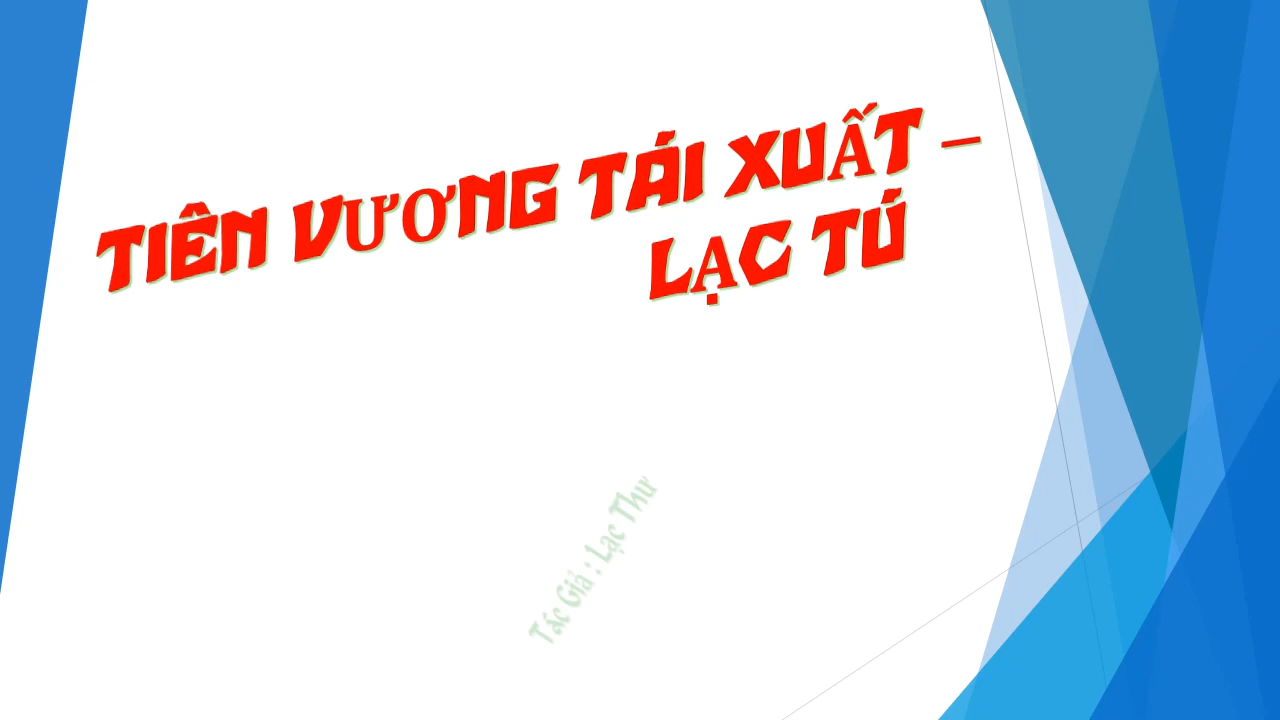 TIÊN VƯƠNG TÁI XUẤT –
LẠC TÚ
Tác Giả : Lạc Thư